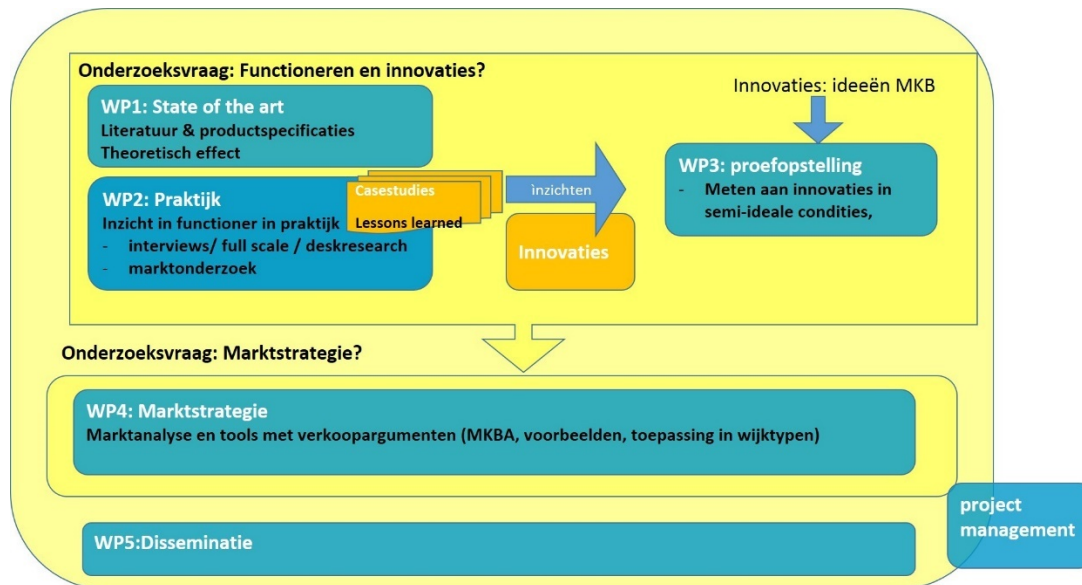 Onderzoeksvraag: Functioneren en innovaties?
WP1: State of the art
Literatuur & productspecificaties
Theoretisch effect
WP2: Praktijk
Inzicht in functioner in praktijk
- interviews/ full scale / deskresearch
- marktonderzoek
Casestudies
Lessons learned
inzichten
Innovaties
Innovaties: ideeën MKB
WP3: proefopstelling
- Meten aan innovaties in
semi-ideale condities,
Onderzoeksvraag: Marktstrategie?
WP4: Marktstrategie
Marktanalyse en tools met verkoopargumenten (MKBA, voorbeelden, toepassing in wijktypen)
WP5:Disseminatie
project
management